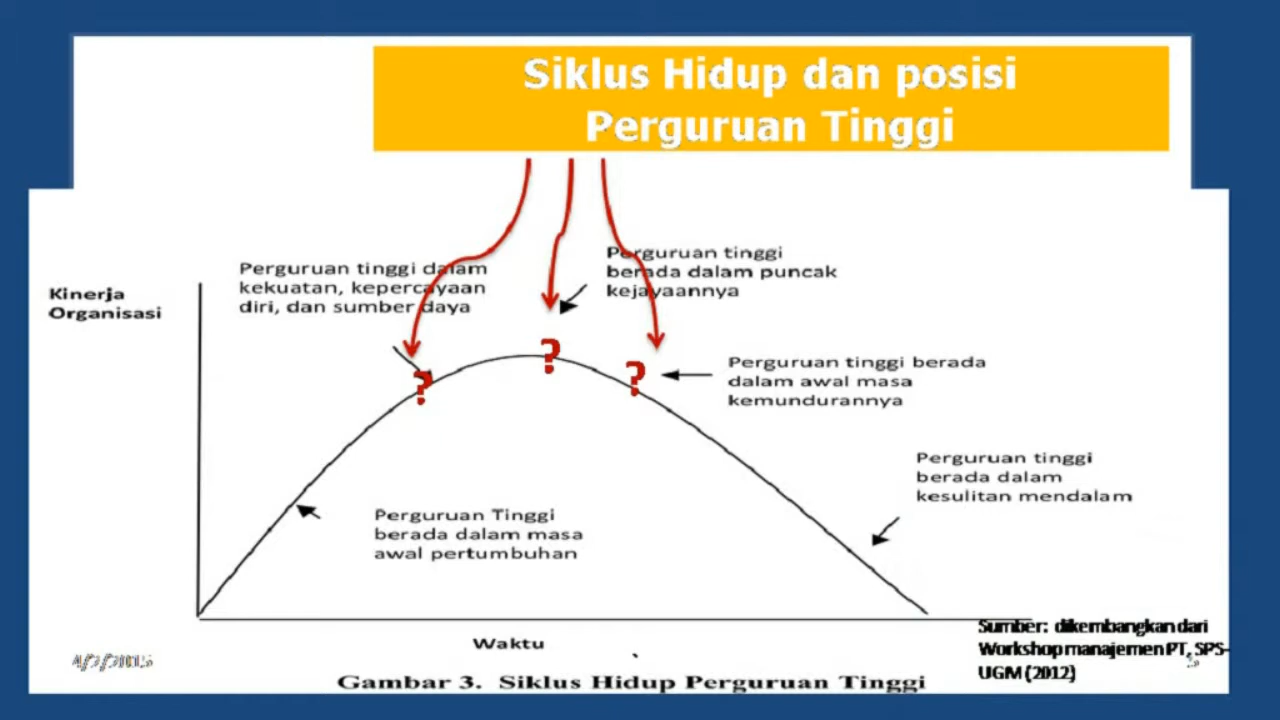 Siklus Hidup dan posisi
Perguruan Tinggi
Perguruan tinggi
berada dalam puncak
kejayaannya
Perguruan tinggi dalam
kekuatan, kepercayaan
diri, dan sumber daya
Kinerja
Organisasi
?
?
?
Perguruan tinggi berada
dalam awal masa
kemundurannya
Perguruan tinggi
berada dalam
kesulitan mendalam
Perguruan Tinggi
berada dalam masa
awal pertumbuhan
Waktu
Sumber: dikembangkan dari
Workshop manajemen PT, SPS-
UGM (2012)
Gambar 3. Siklus Hidup Perguruan Tinggi